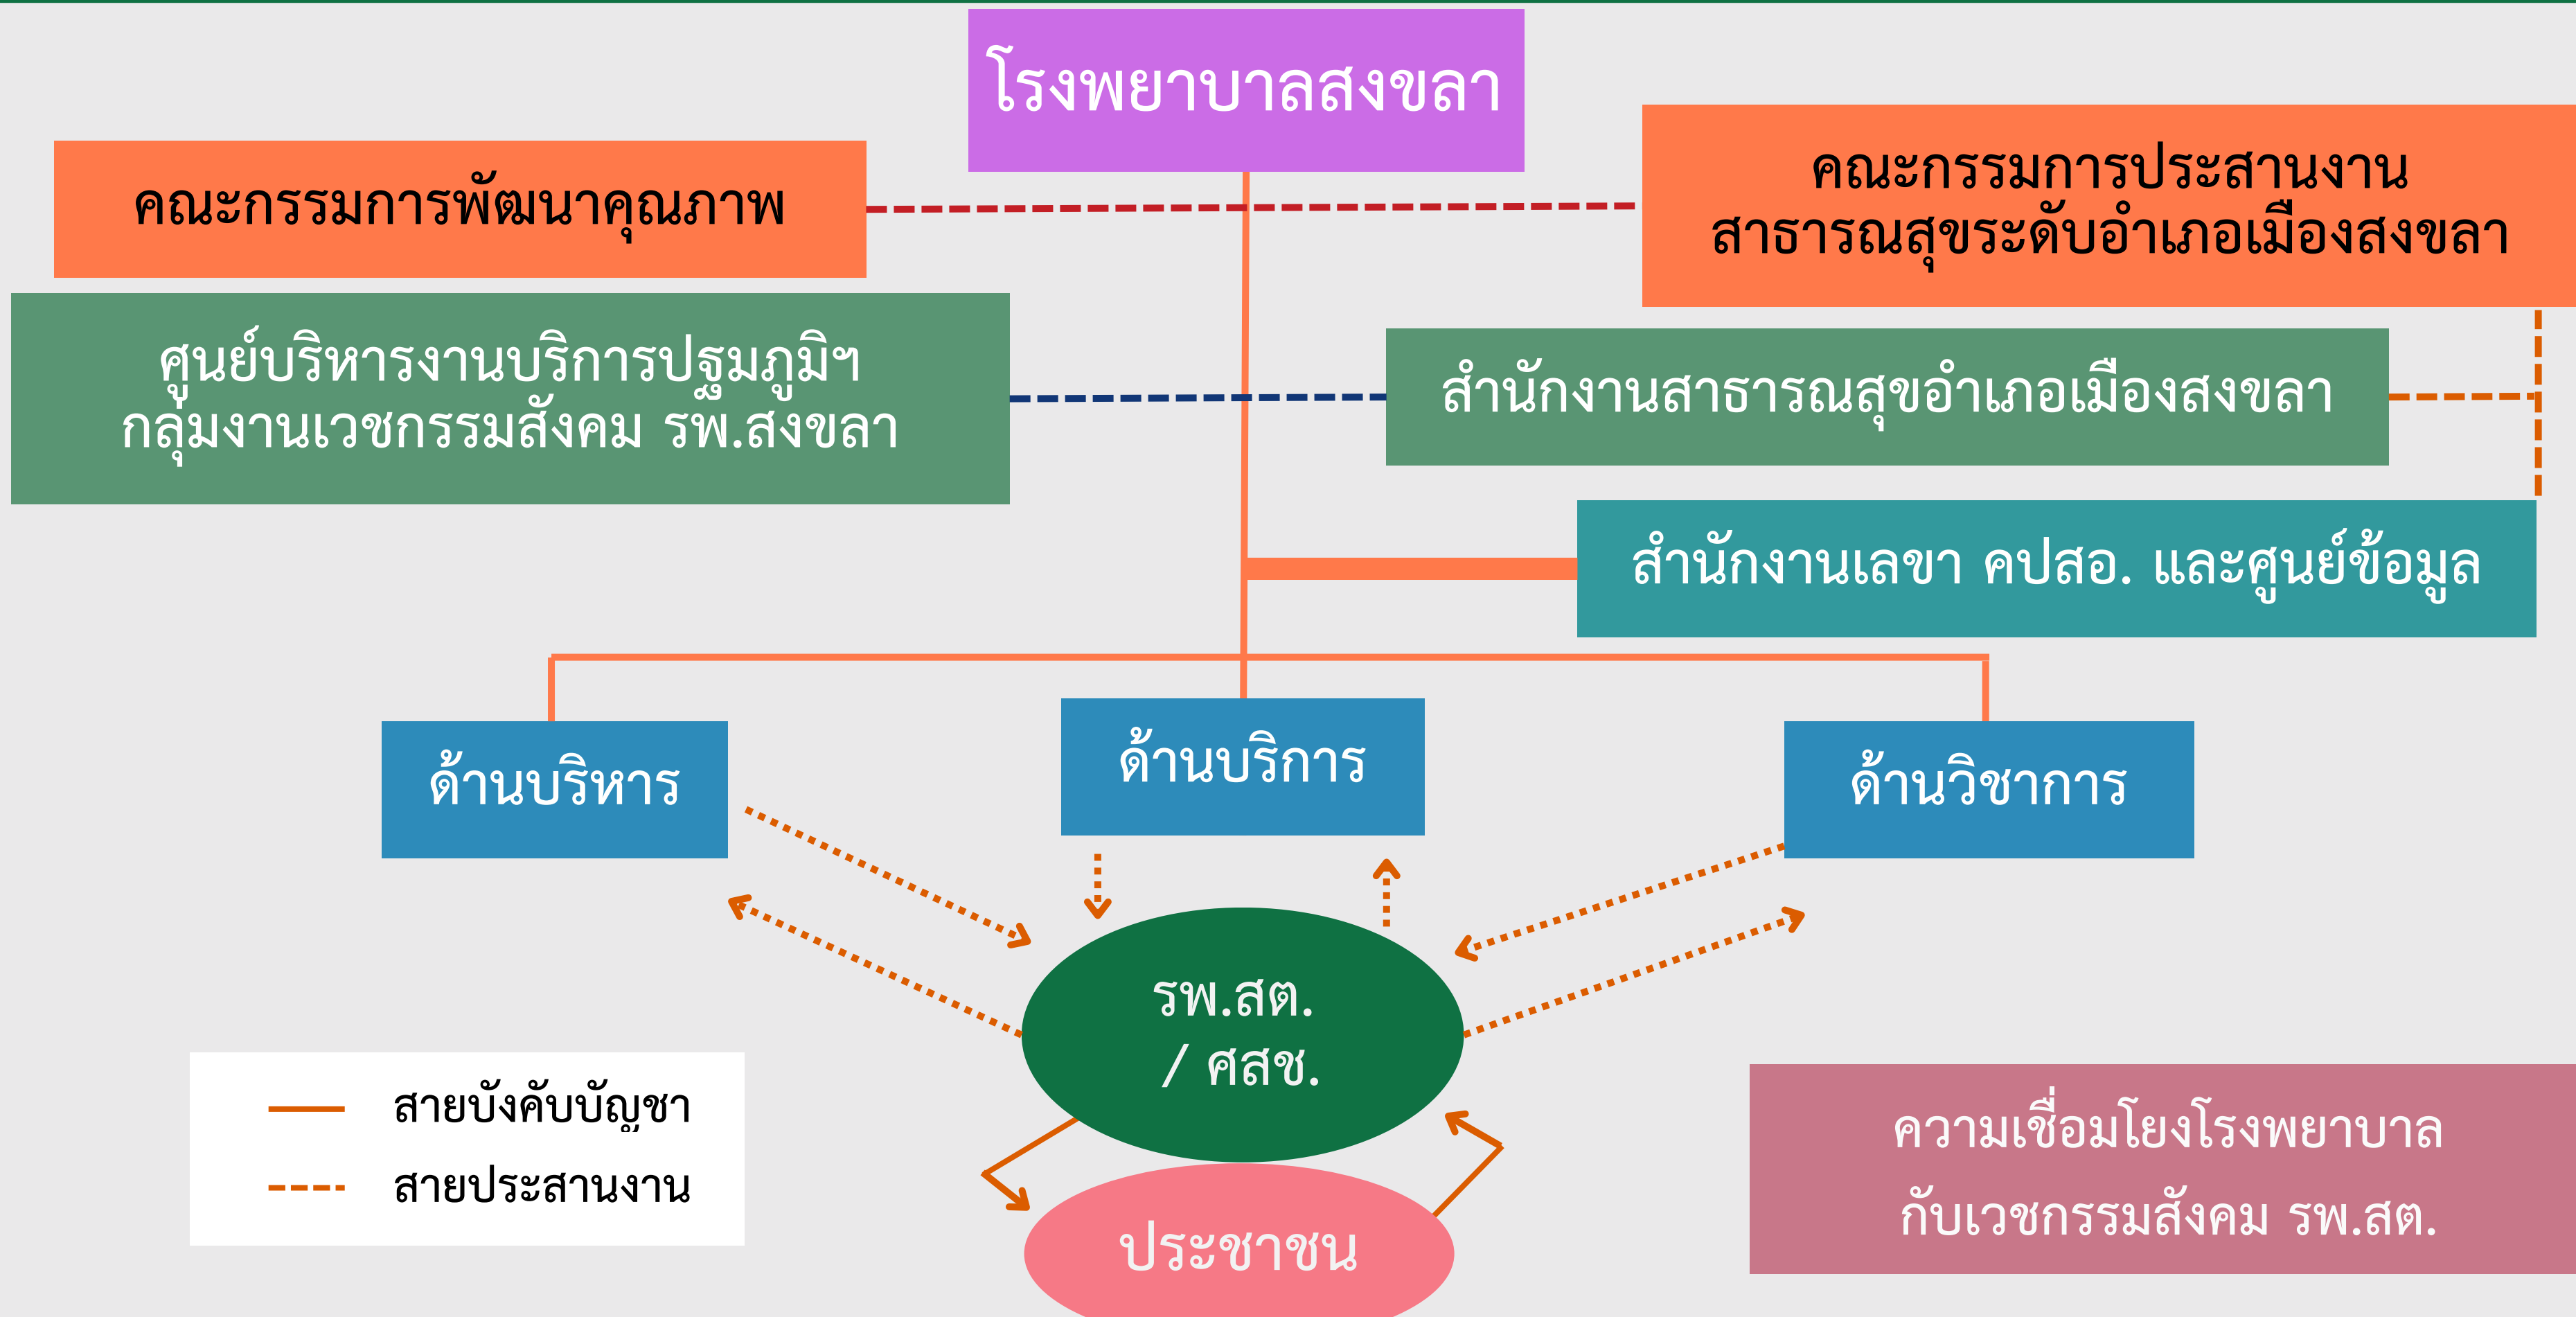 โรงพยาบาลสงขลา
คณะกรรมการพัฒนาคุณภาพ
คณะกรรมการประสานงาน
สาธารณสุขระดับอำเภอเมืองสงขลา
ศูนย์บริหารงานบริการปฐมภูมิฯ
กลุ่มงานเวชกรรมสังคม รพ.สงขลา
สำนักงานสาธารณสุขอำเภอเมืองสงขลา
สำนักงานเลขา คปสอ. และศูนย์ข้อมูล
ด้านบริหาร
ด้านบริการ
ด้านวิชาการ
รพ.สต.
/ ศสช.
ประชาชน
สายบังคับบัญชา
สายประสานงาน
ความเชื่อมโยงโรงพยาบาล
กับเวชกรรมสังคม รพ.สต.